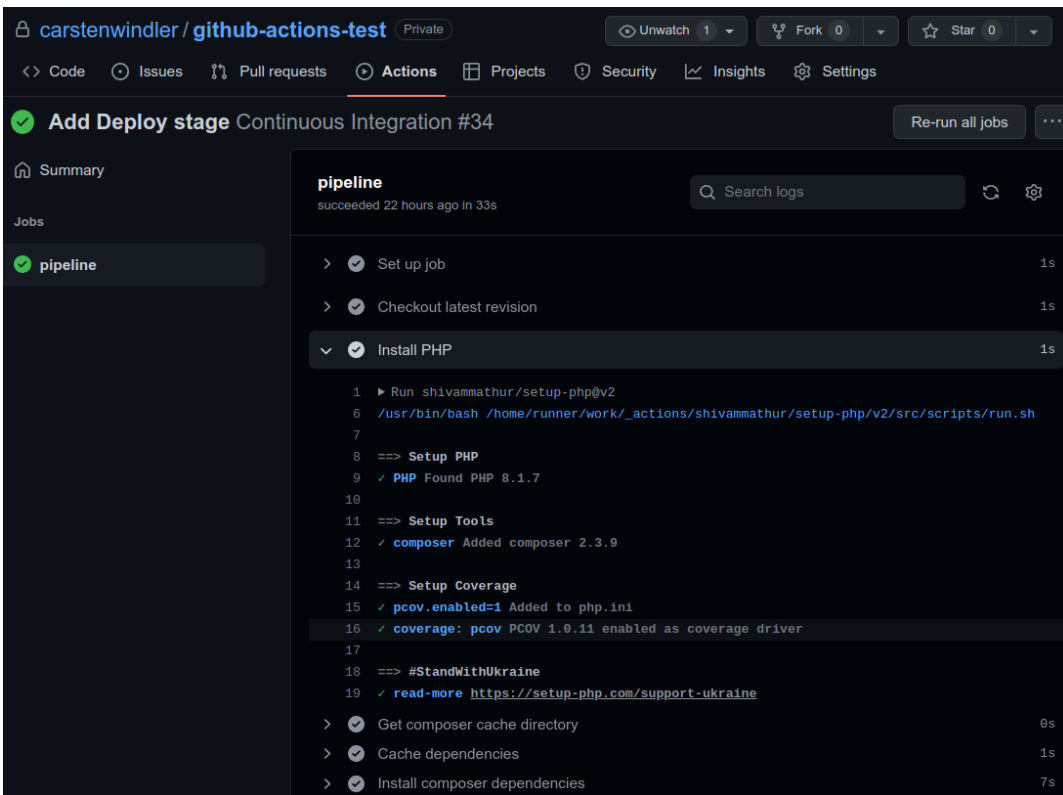 carstenwindler / github-actions-test Private Unwatch 1 Fork 0 Star 0
Code Issues Pull requests Actions Projects Security Insights Settings
Add Deploy stage Continuous Integration #34 Re-run all jobs ...
Summary
Jobs
pipeline
pipeline
succeeded 22 hours ago in 33s
Search logs
Set up job 1s
Checkout latest revision 1s
Install PHP 1s
1 Run shivammathur/setup-php@v2
6 /usr/bin/bash /home/runner/work/_actions/shivammathur/setup-php/v2/src/scripts/run.sh
7
8 ==> Setup PHP
9 ✓ PHP Found PHP 8.1.7
10
11 ==> Setup Tools
12 ✓ composer Added composer 2.3.9
13
14 ==> Setup Coverage
15 ✓ pcov.enabled=1 Added to php.ini
16 ✓ coverage: pcov PCOV 1.0.11 enabled as coverage driver
17
18 ==> #StandWithUkraine
19 ✓ read-more https://setup-php.com/support-ukraine
Get composer cache directory 0s
Cache dependencies 1s
Install composer dependencies 7s